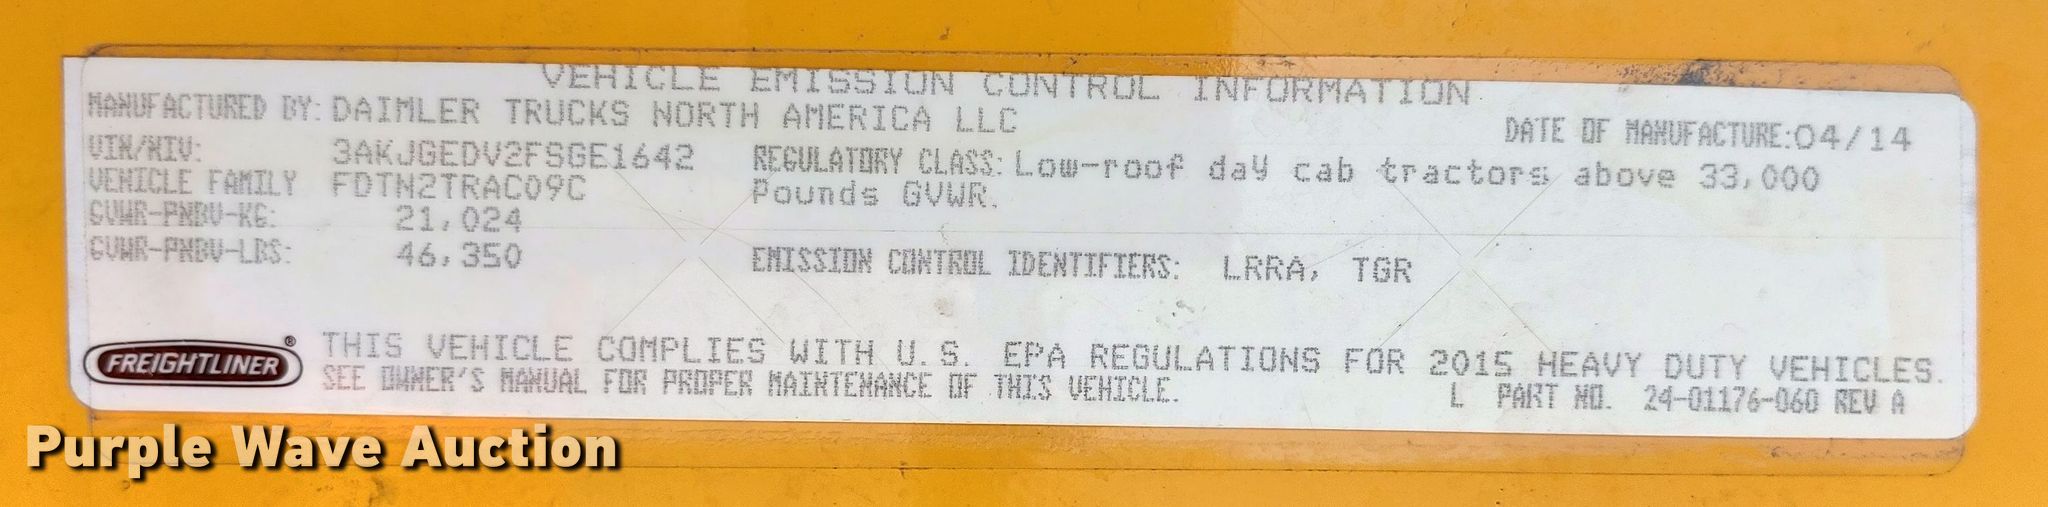 VEHICLE EMISSION CONTROL INFORMATION
MANUFACTURED BY: DAIMLER TRUCKS NORTH AMERICA LLC
DATE OF MANUFACTURE: 04/14
VIN/NIV: 3AKJGEDV2FSGE1642
REGULATORY CLASS: Low-roof day cab tractors above 33,000
VEHICLE FAMILY FDTN2TRAC09C
Pounds GVWR.
GVWR-PNBV-KG: 21,024
GVWR-PNBV-LBS: 46,350
EMISSION CONTROL IDENTIFIERS: LRRA, TGR
FREIGHTLINER®
THIS VEHICLE COMPLIES WITH U.S. EPA REGULATIONS FOR 2015 HEAVY DUTY VEHICLES.
SEE OWNER'S MANUAL FOR PROPER MAINTENANCE OF THIS VEHICLE.
L PART NO. 24-01176-060 REV A
Purple Wave Auction